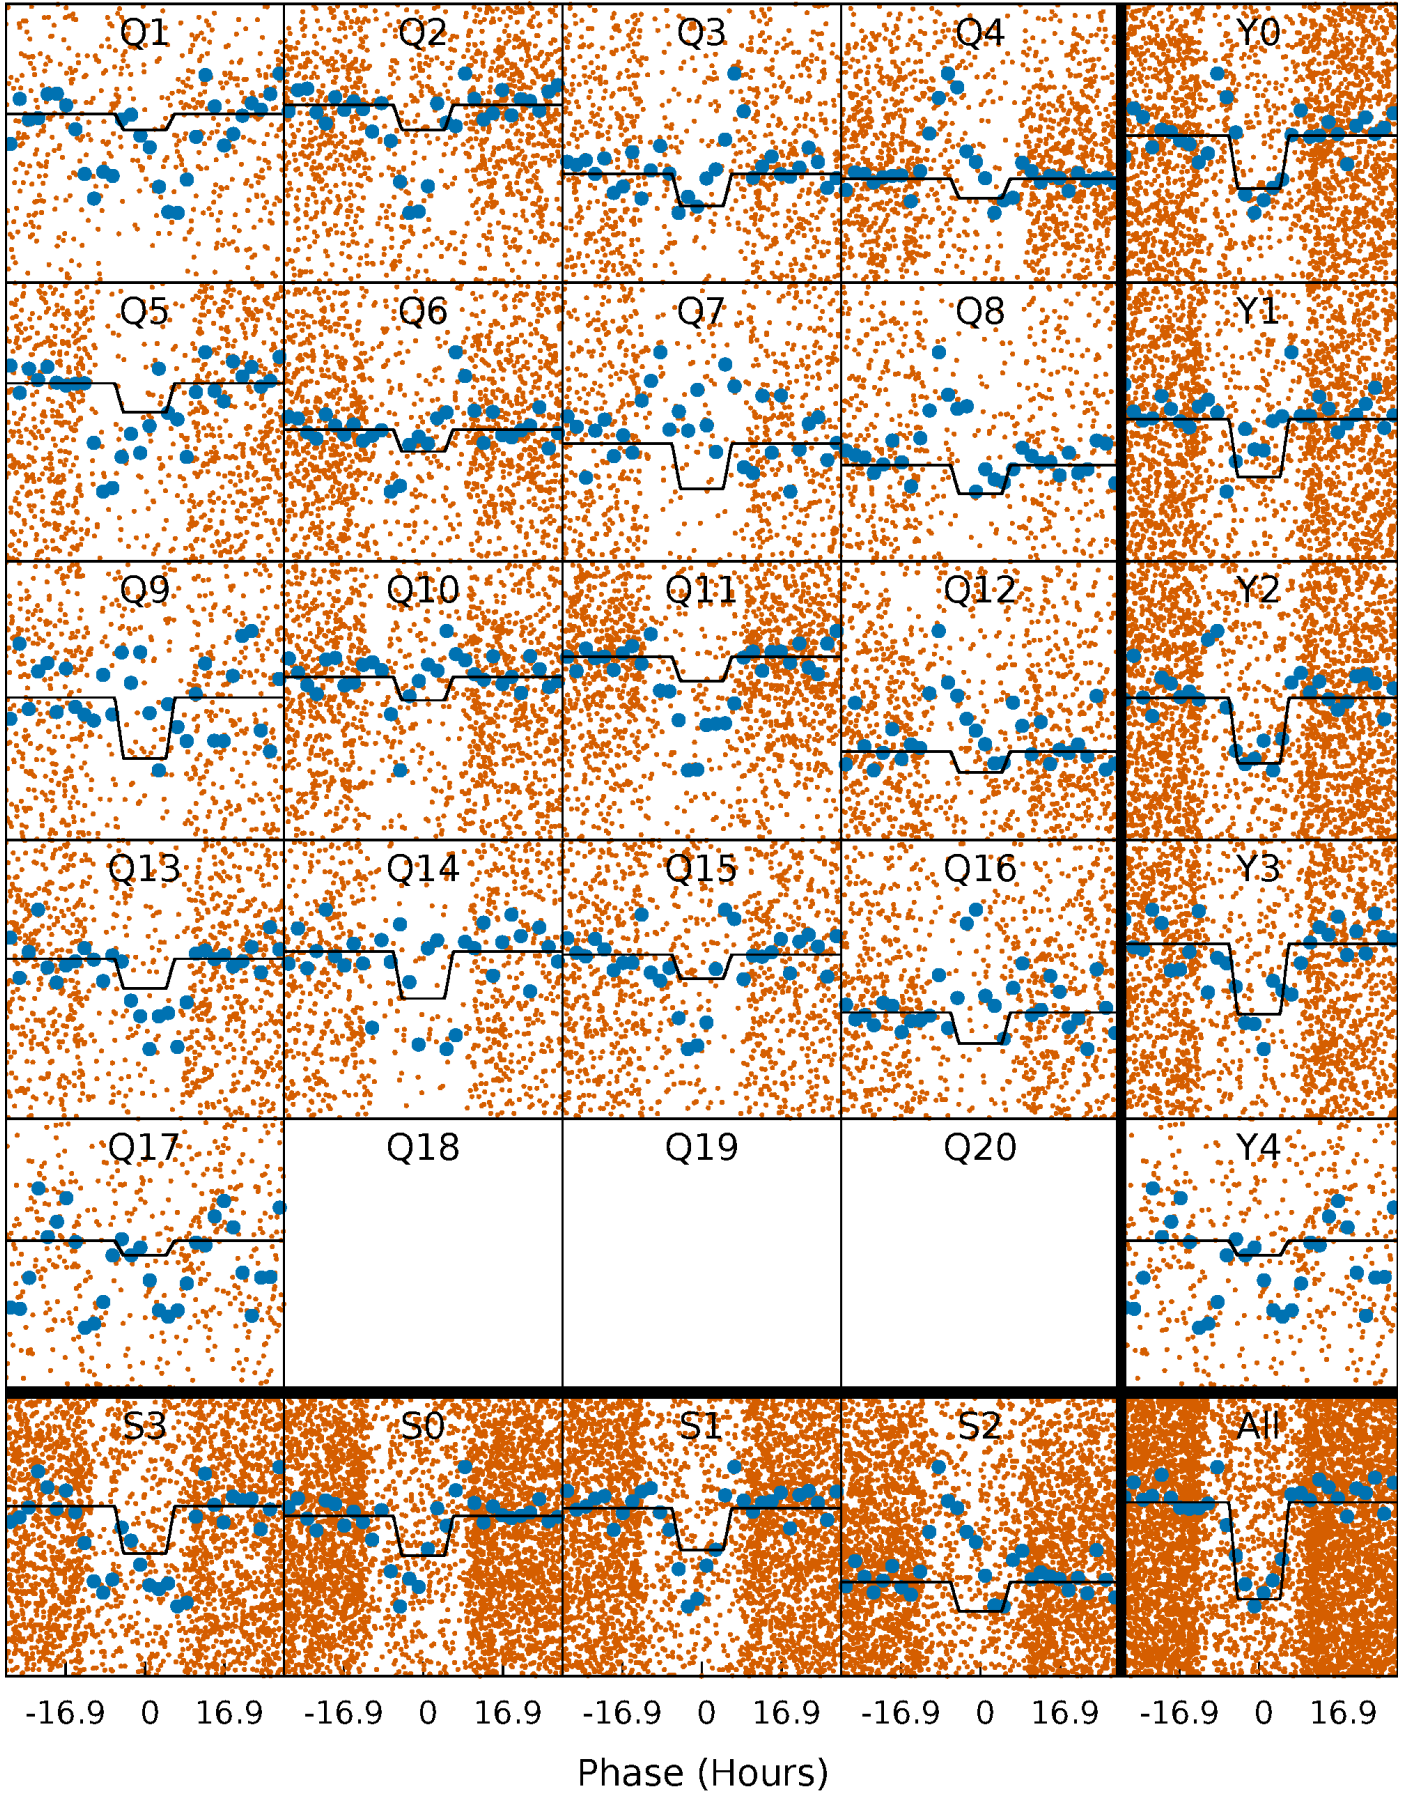 Q1 Q2 Q3 Q4 Y0
Q5 Q6 Q7 Q8 Y1
Q9 Q10 Q11 Q12 Y2
Q13 Q14 Q15 Q16 Y3
Q17 Q18 Q19 Q20 Y4
S3 S0 S1 S2 All
-16.9 0 16.9 -16.9 0 16.9 -16.9 0 16.9 -16.9 0 16.9 -16.9 0 16.9
Phase (Hours)